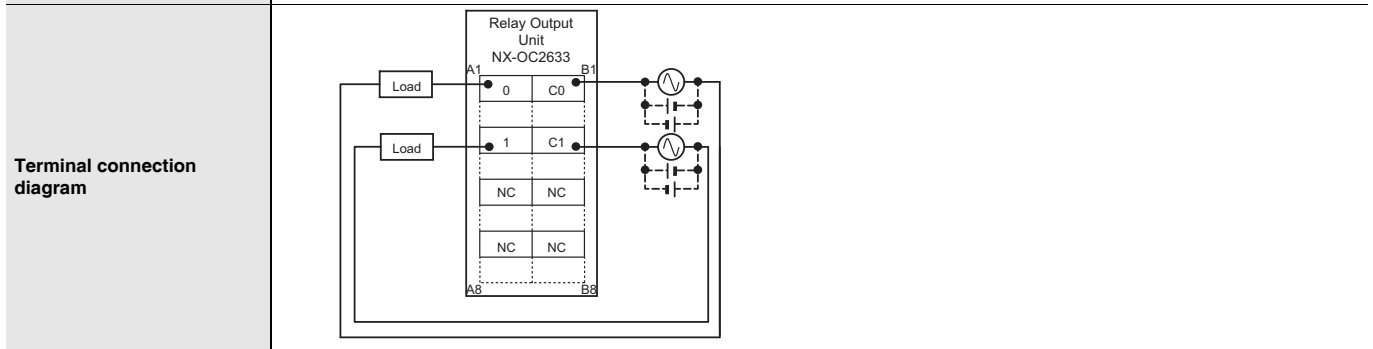 Terminal connection
diagram
Relay Output
Unit
NX-OC2633
A1 B1
Load 0 C0
Load 1 C1
NC NC
NC NC
A8 B8